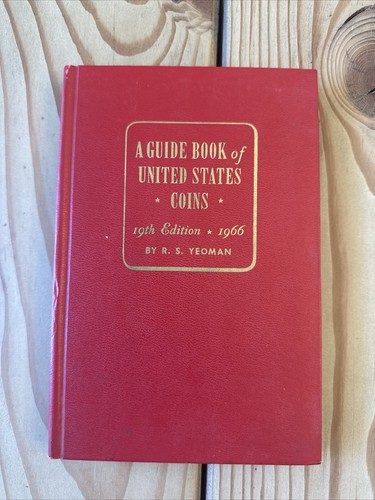 A GUIDE BOOK of
UNITED STATES
★ COINS ★
19th Edition ★ 1966
BY R. S. YEOMAN